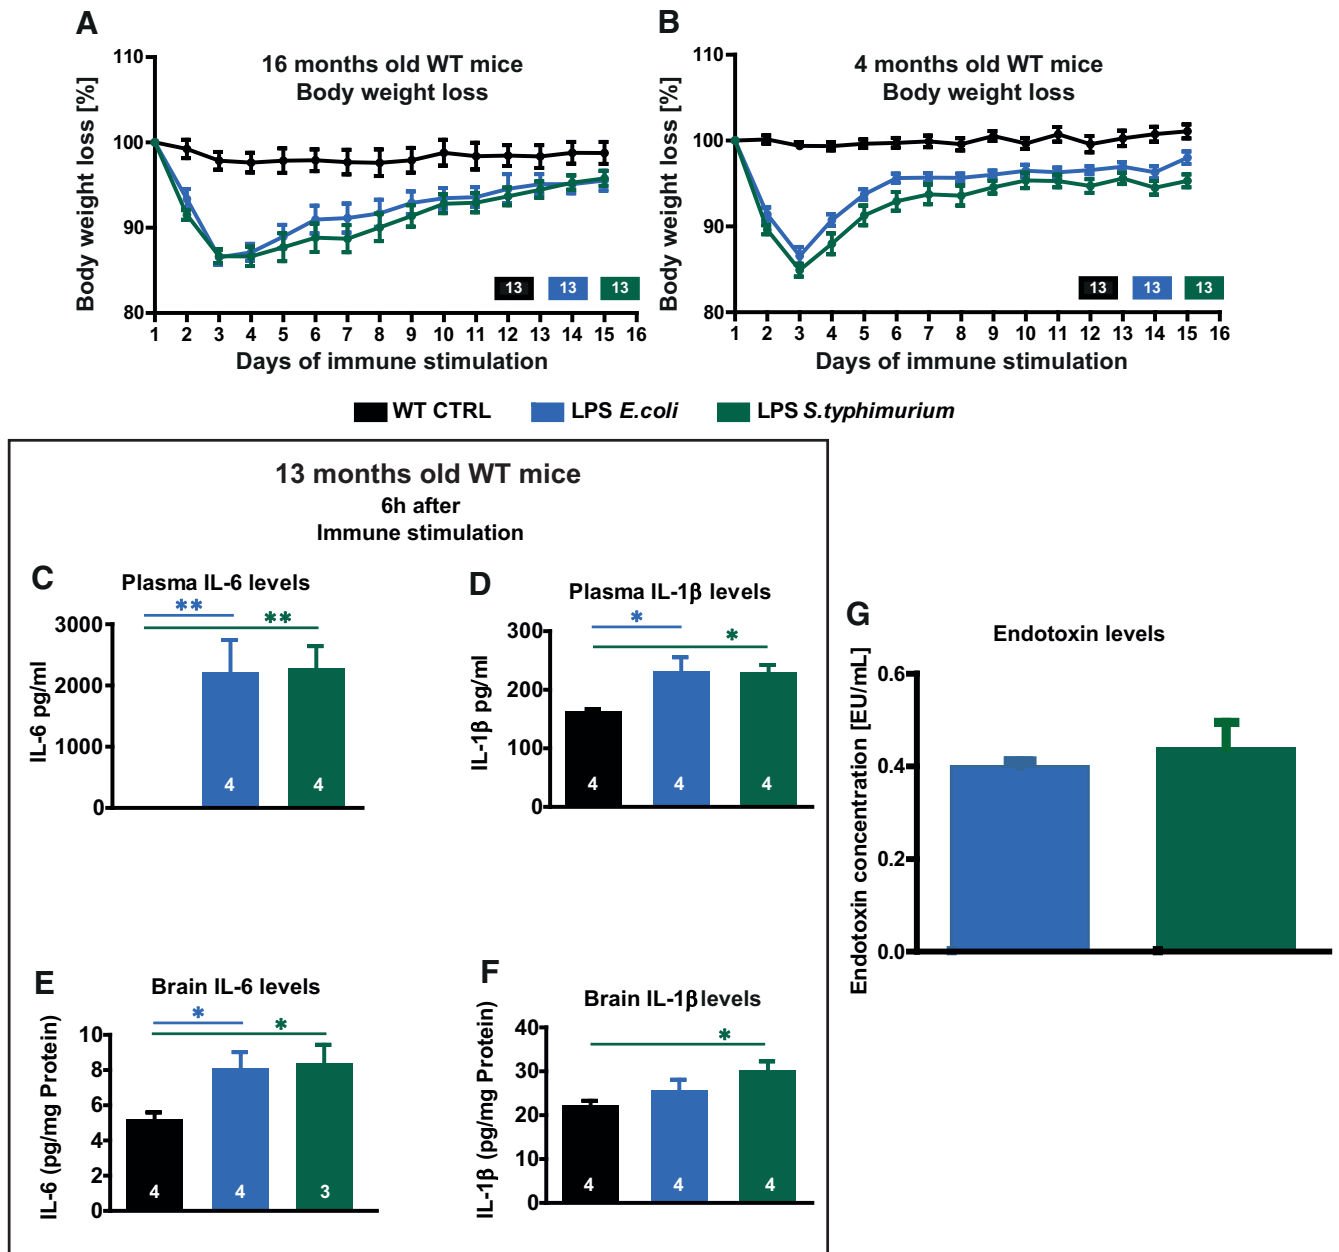 A
16 months old WT mice
Body weight loss
Body weight loss [%]
110
100
90
80
13 13 13
1 2 3 4 5 6 7 8 9 10 11 12 13 14 15 16
Days of immune stimulation
B
4 months old WT mice
Body weight loss
Body weight loss [%]
110
100
90
80
13 13 13
1 2 3 4 5 6 7 8 9 10 11 12 13 14 15 16
Days of immune stimulation
WT CTRL LPS E.coli LPS S.typhimurium
13 months old WT mice
6h after
Immune stimulation
C
Plasma IL-6 levels
IL-6 pg/ml
**
**
3000
2000
1000
0
4 4
D
Plasma IL-1β levels
IL-1β pg/ml
*
*
300
200
100
0
4 4 4
E
Brain IL-6 levels
IL-6 (pg/mg Protein)
*
*
10
8
6
4
2
0
4 4 3
F
Brain IL-1β levels
IL-1β (pg/mg Protein)
*
40
30
20
10
0
4 4 4
G
Endotoxin levels
Endotoxin concentration [EU/mL]
0.6
0.4
0.2
0.0